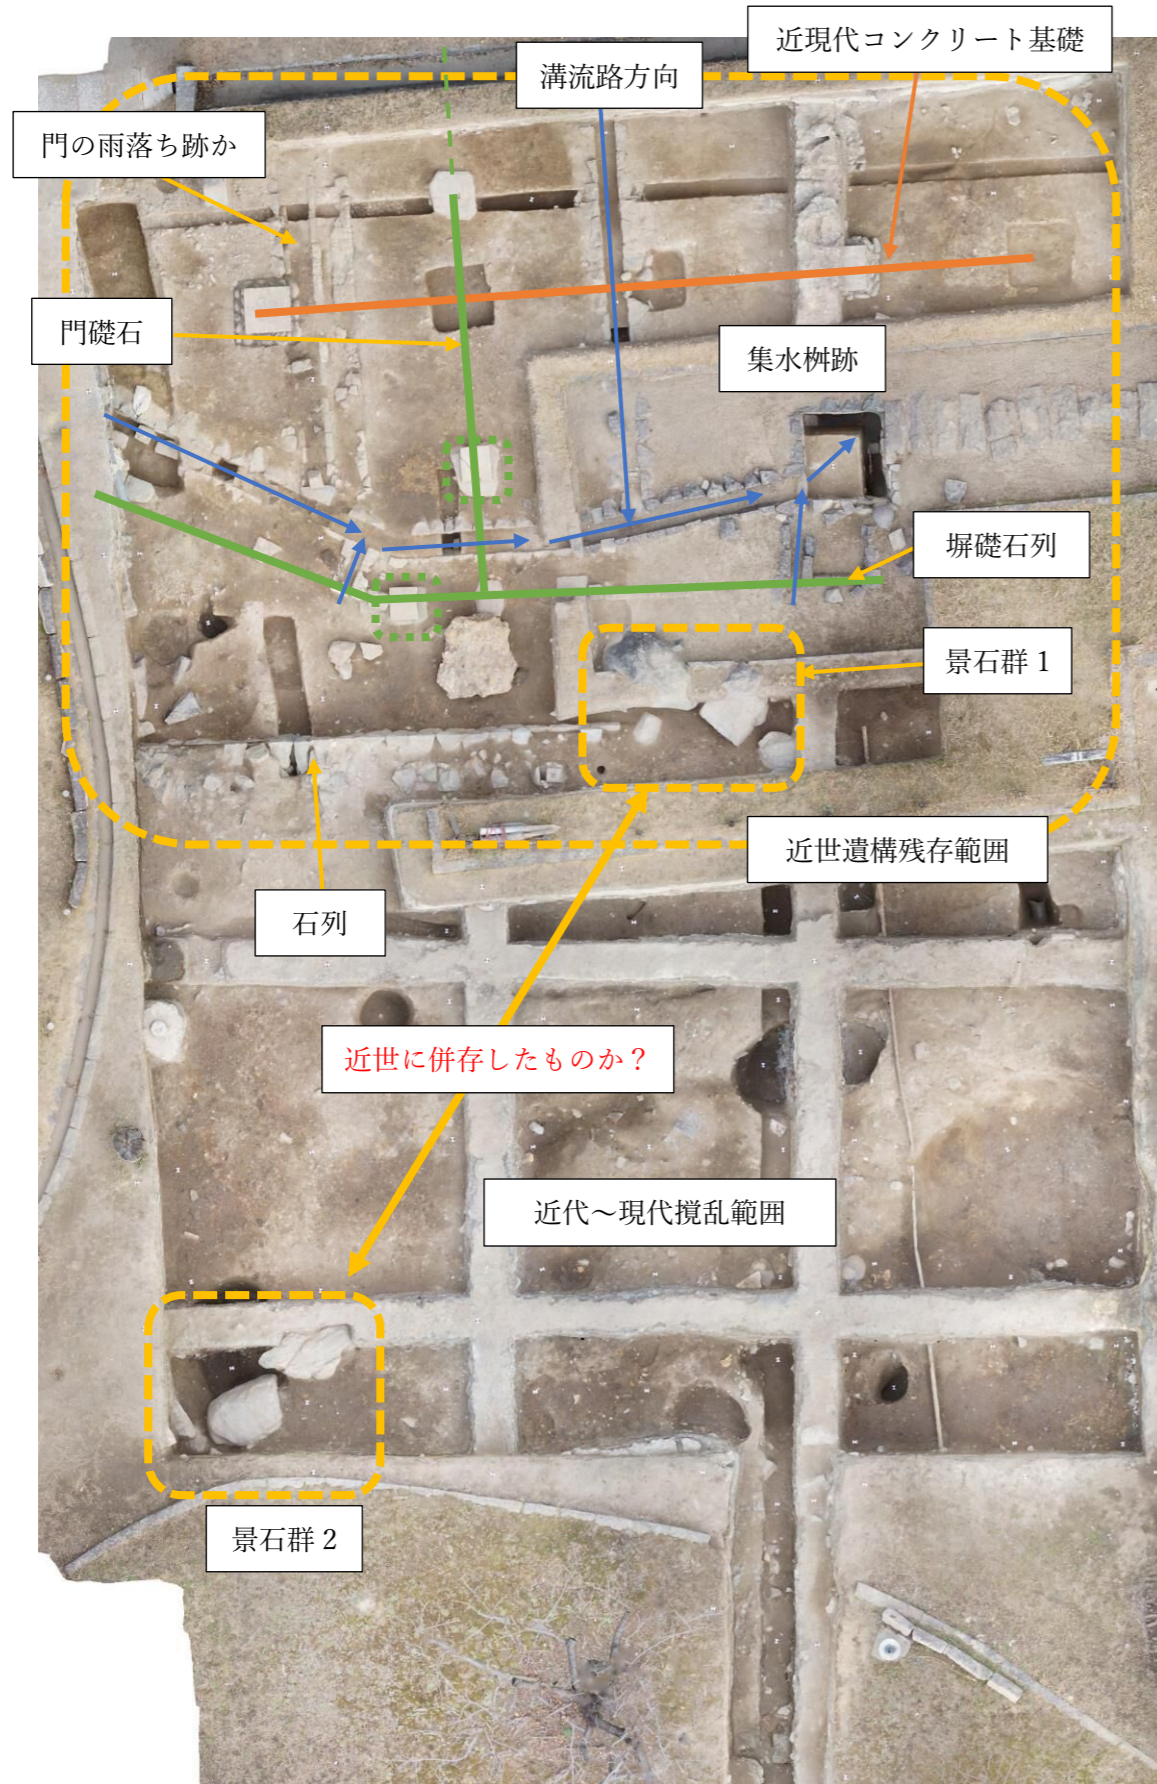 近現代コンクリート基礎
溝流路方向
門の雨落ち跡か
門礎石
集水桝跡
塀礎石列
景石群 1
近世遺構残存範囲
石列
近世に併存したものか？
近代～現代撹乱範囲
景石群 2